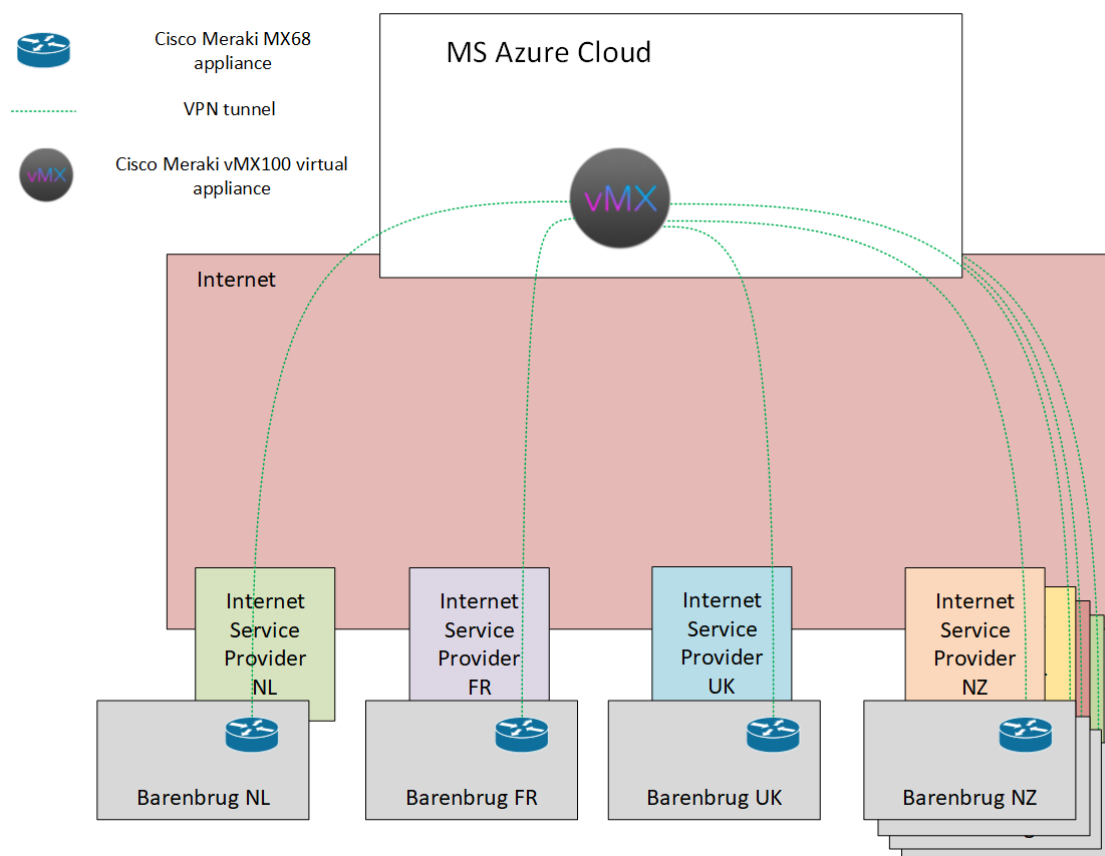 Cisco Meraki MX68
appliance
VPN tunnel
Cisco Meraki vMX100 virtual
appliance
vMX
MS Azure Cloud
vMX
Internet
Internet
Service
Provider
NL
Internet
Service
Provider
FR
Internet
Service
Provider
UK
Internet
Service
Provider
NZ
Barenbrug NL
Barenbrug FR
Barenbrug UK
Barenbrug NZ